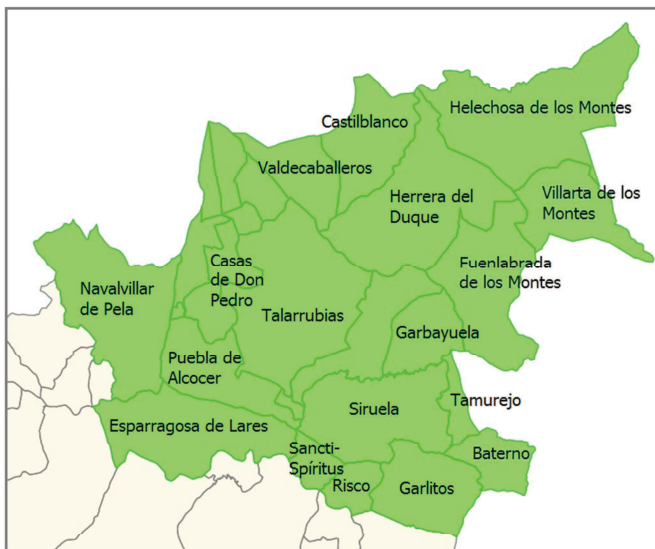 Helechosa de los Montes
Castilblanco
Valdecaballeros
Herrera del
Duque
Villarta de los
Montes
Casas
de Don
Pedro
Fuenlabrada
de los Montes
Navalvillar
de Pela
Talarrubias
Garbayuela
Puebla de
Alcocer
Siruela
Tamurejo
Esparragosa de Lares
Sancti-
Spíritus
Baterno
Risco
Garlitos